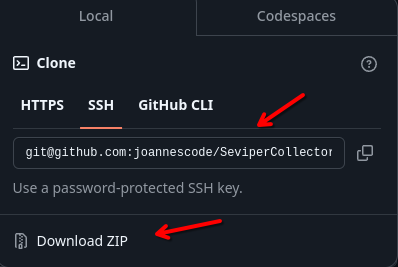 Local Codespaces
Clone
HTTPS SSH GitHub CLI
git@github.com:joannescode/SeviperCollector
Use a password-protected SSH key.
Download ZIP